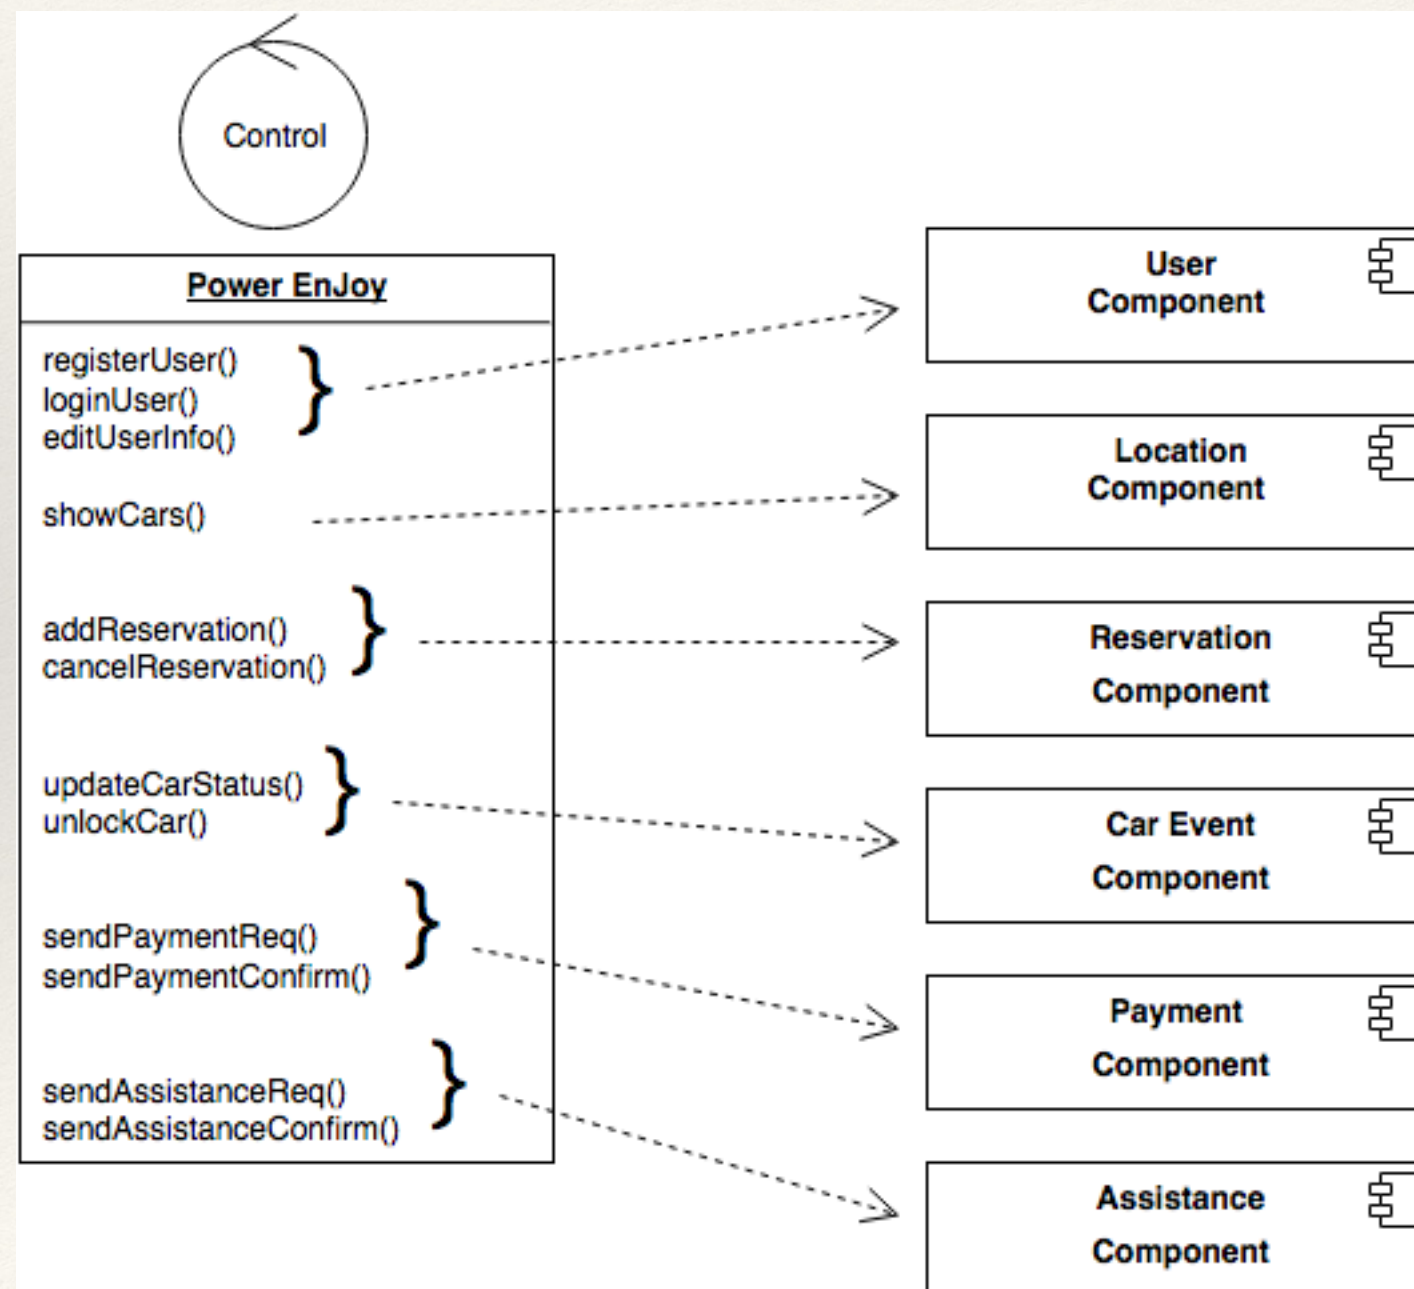 Control
Power EnJoy
registerUser()
loginUser()
editUserInfo()
showCars()
addReservation()
cancelReservation()
updateCarStatus()
unlockCar()
sendPaymentReq()
sendPaymentConfirm()
sendAssistanceReq()
sendAssistanceConfirm()
User
Component
Location
Component
Reservation
Component
Car Event
Component
Payment
Component
Assistance
Component